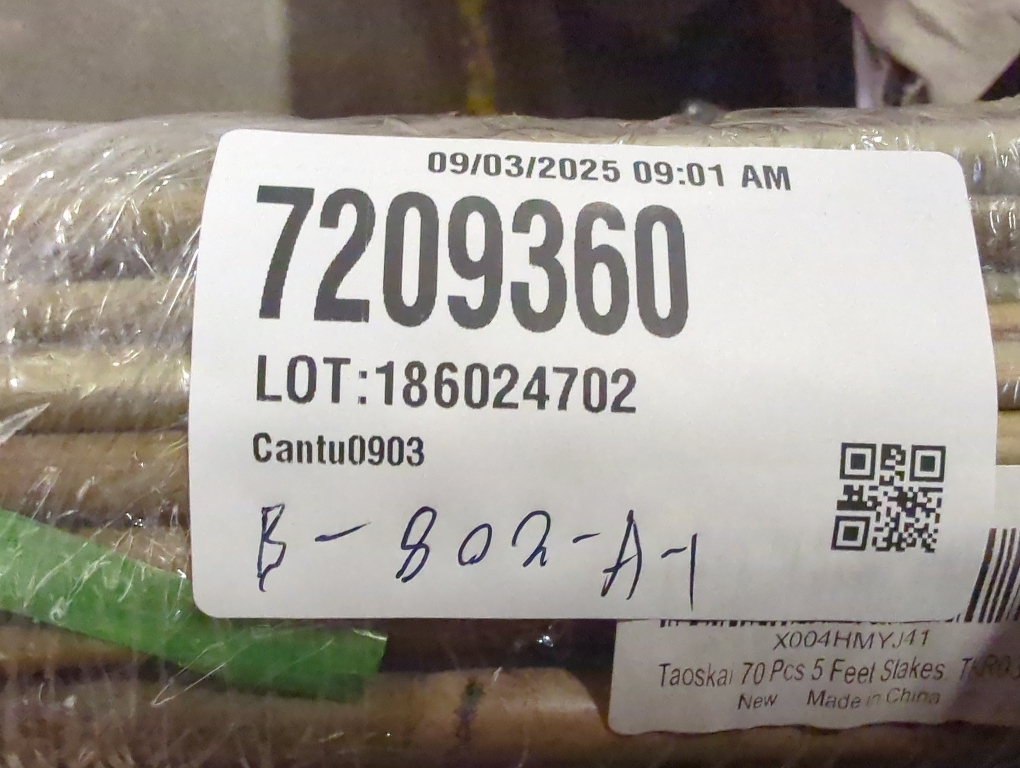 09/03/2025 09:01 AM
7209360
LOT:186024702
Cantu0903
B-802-A-1
X004HMYJ41
70 Pcs 5 Feet Stakes
New Made in China